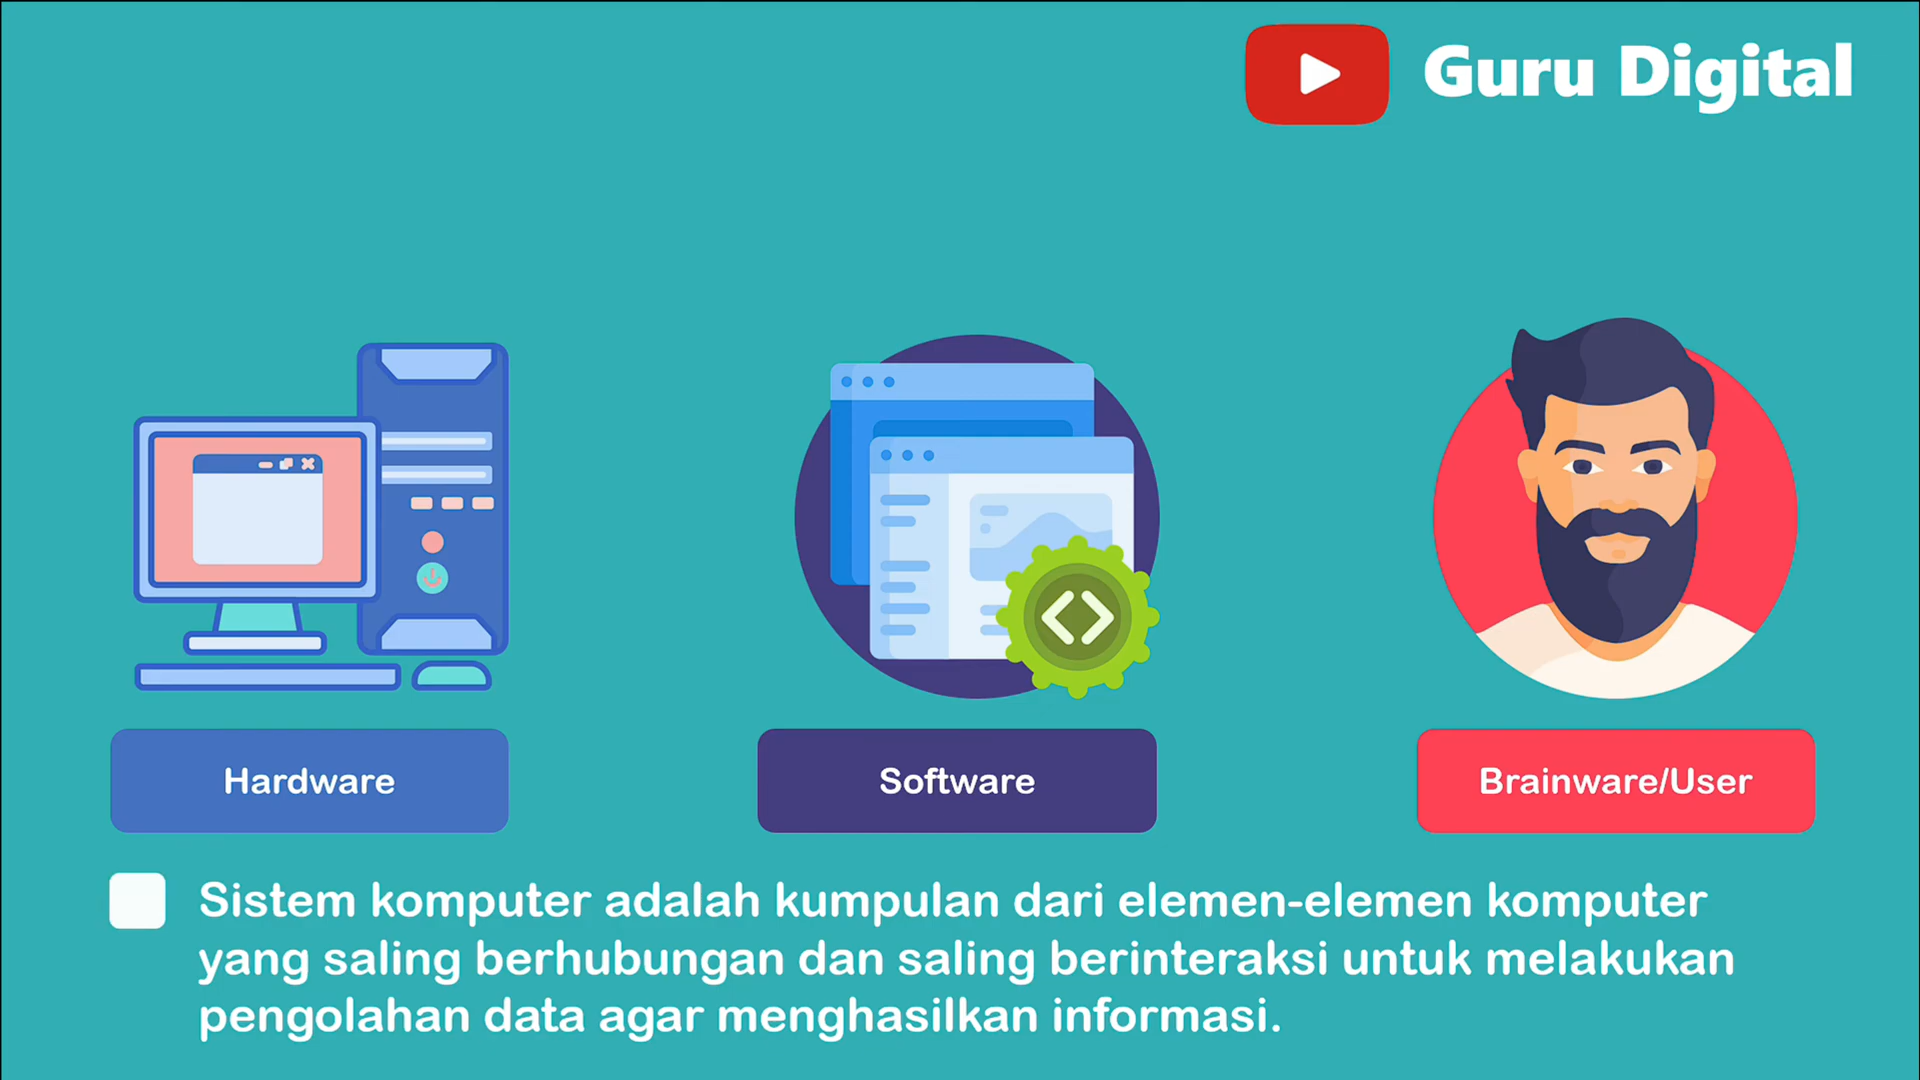 Guru Digital
Hardware
Software
Brainware/User
Sistem komputer adalah kumpulan dari elemen-elemen komputer
yang saling berhubungan dan saling berinteraksi untuk melakukan
pengolahan data agar menghasilkan informasi.